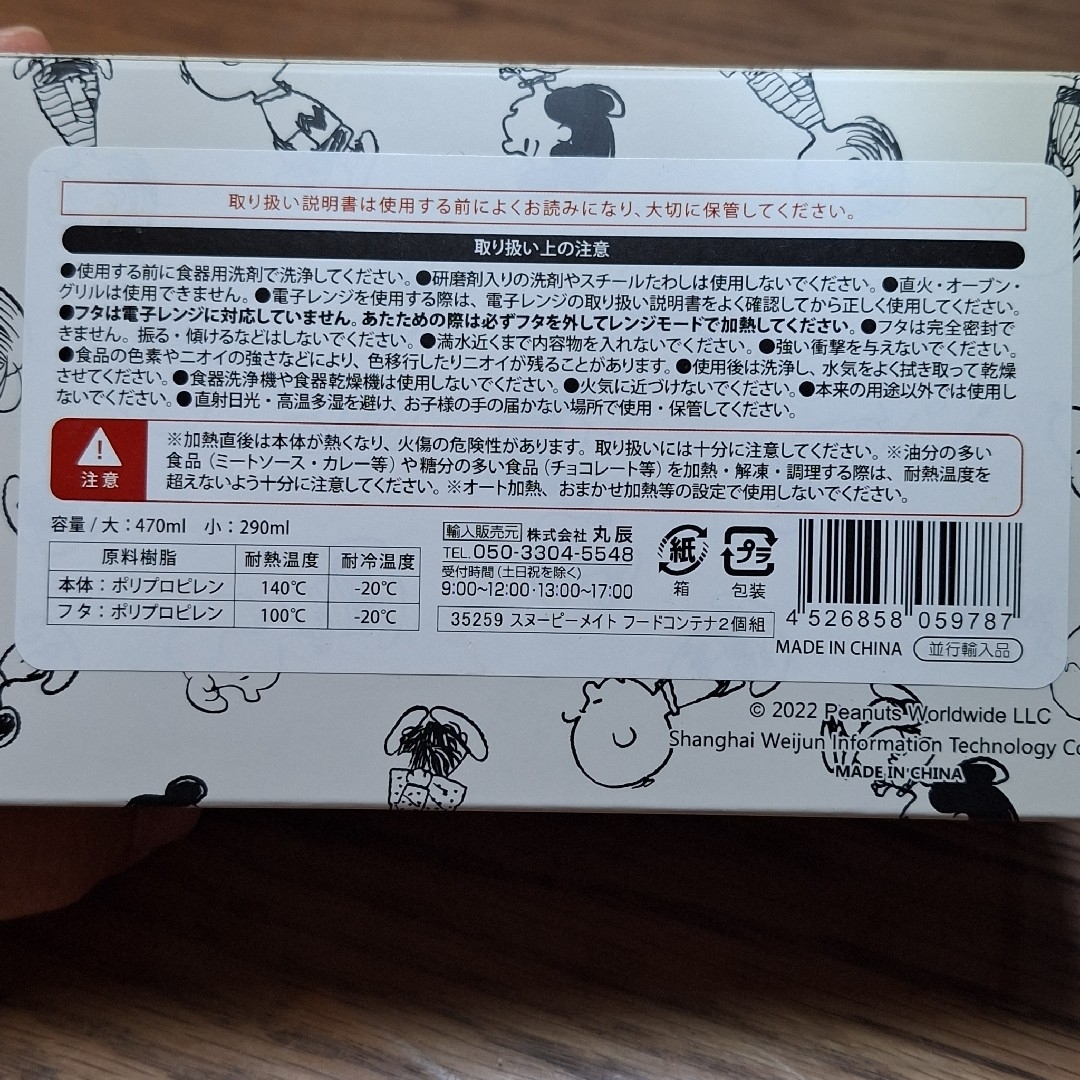 取り扱い説明書は使用する前によくお読みになり、大切に保管してください。
取り扱い上の注意
●使用する前に食器用洗剤で洗浄してください。●研磨剤入りの洗剤やスチールたわしは使用しないでください。●直火・オーブン・
グリルは使用できません。●電子レンジを使用する際は、電子レンジの取り扱い説明書をよく確認してから正しく使用してください。
●フタは電子レンジに対応していません。あたための際は必ずフタを外してレンジモードで加熱してください。●フタは完全密封で
きません。振る・傾けるなどはしないでください。●満水近くまで内容物を入れないでください。●強い衝撃を与えないでください。
●食品の色素やニオイの強さなどにより、色移行したりニオイが残ることがあります。●使用後は洗浄し、水気をよく拭き取って乾燥
させてください。●食器洗浄機や食器乾燥機は使用しないでください。●火気に近づけないでください。●本来の用途以外では使用し
ないでください。●直射日光・高温多湿を避け、お子様の手の届かない場所で使用・保管してください。
注意
※加熱直後は本体が熱くなり、火傷の危険性があります。取り扱いには十分に注意してください。※油分の多い
食品（ミートソース・カレー等）や糖分の多い食品（チョコレート等）を加熱・解凍・調理する際は、耐熱温度を
超えないよう十分に注意してください。※オート加熱、おまかせ加熱等の設定で使用しないでください。
容量 / 大：470ml 小：290ml
原料樹脂 耐熱温度 耐冷温度
本体：ポリプロピレン 140℃ -20℃
フタ：ポリプロピレン 100℃ -20℃
輸入販売元 株式会社 丸辰
TEL.050-3304-5548
受付時間（土日祝を除く）
9:00～12:00・13:00～17:00
35259 スヌーピーメイト フードコンテナ2個組
紙
箱
プラ
包装
4 526858 059787
MADE IN CHINA 並行輸入品
© 2022 Peanuts Worldwide LLC
Shanghai Weijun Information Technology Co
MADE IN CHINA